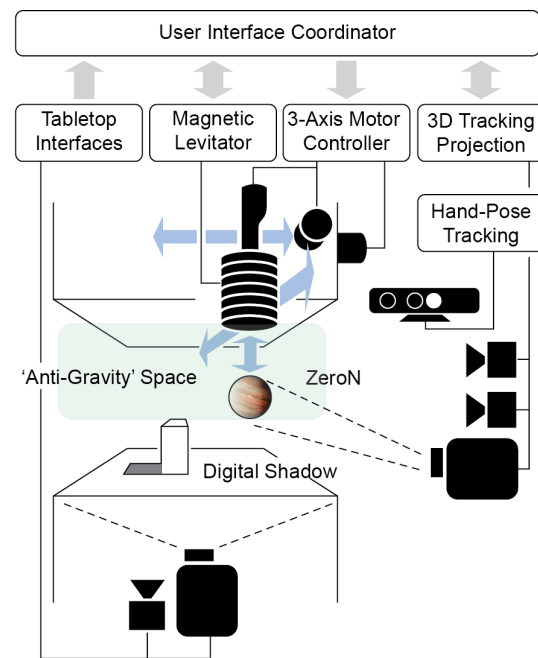 User Interface Coordinator
Tabletop
Interfaces
Magnetic
Levitator
3-Axis Motor
Controller
3D Tracking
Projection
Hand-Pose
Tracking
‘Anti-Gravity’ Space
ZeroN
Digital Shadow